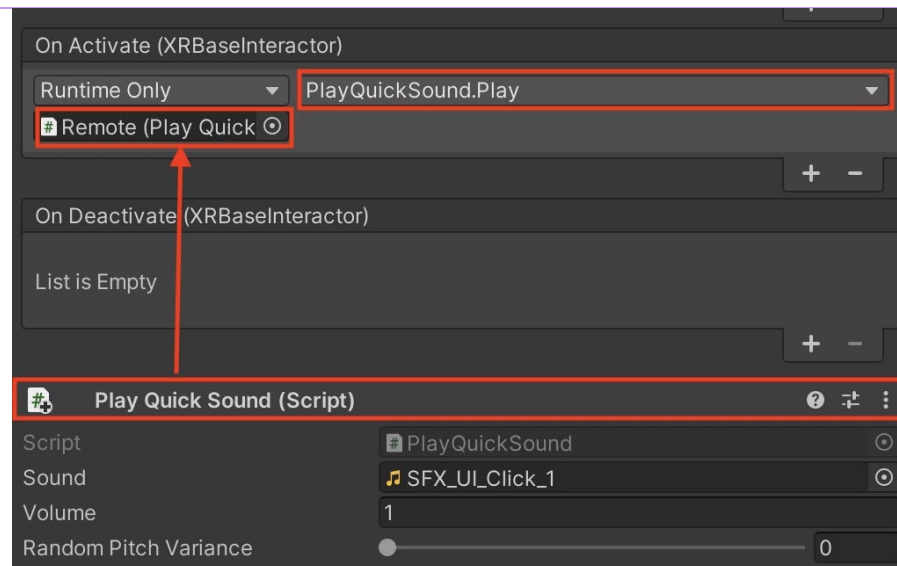 On Activate (XRBaseInteractor)
Runtime Only PlayQuickSound.Play
Remote (Play Quick
On Deactivate (XRBaseInteractor)
List is Empty
Play Quick Sound (Script)
Script PlayQuickSound
Sound SFX_UI_Click_1
Volume 1
Random Pitch Variance 0